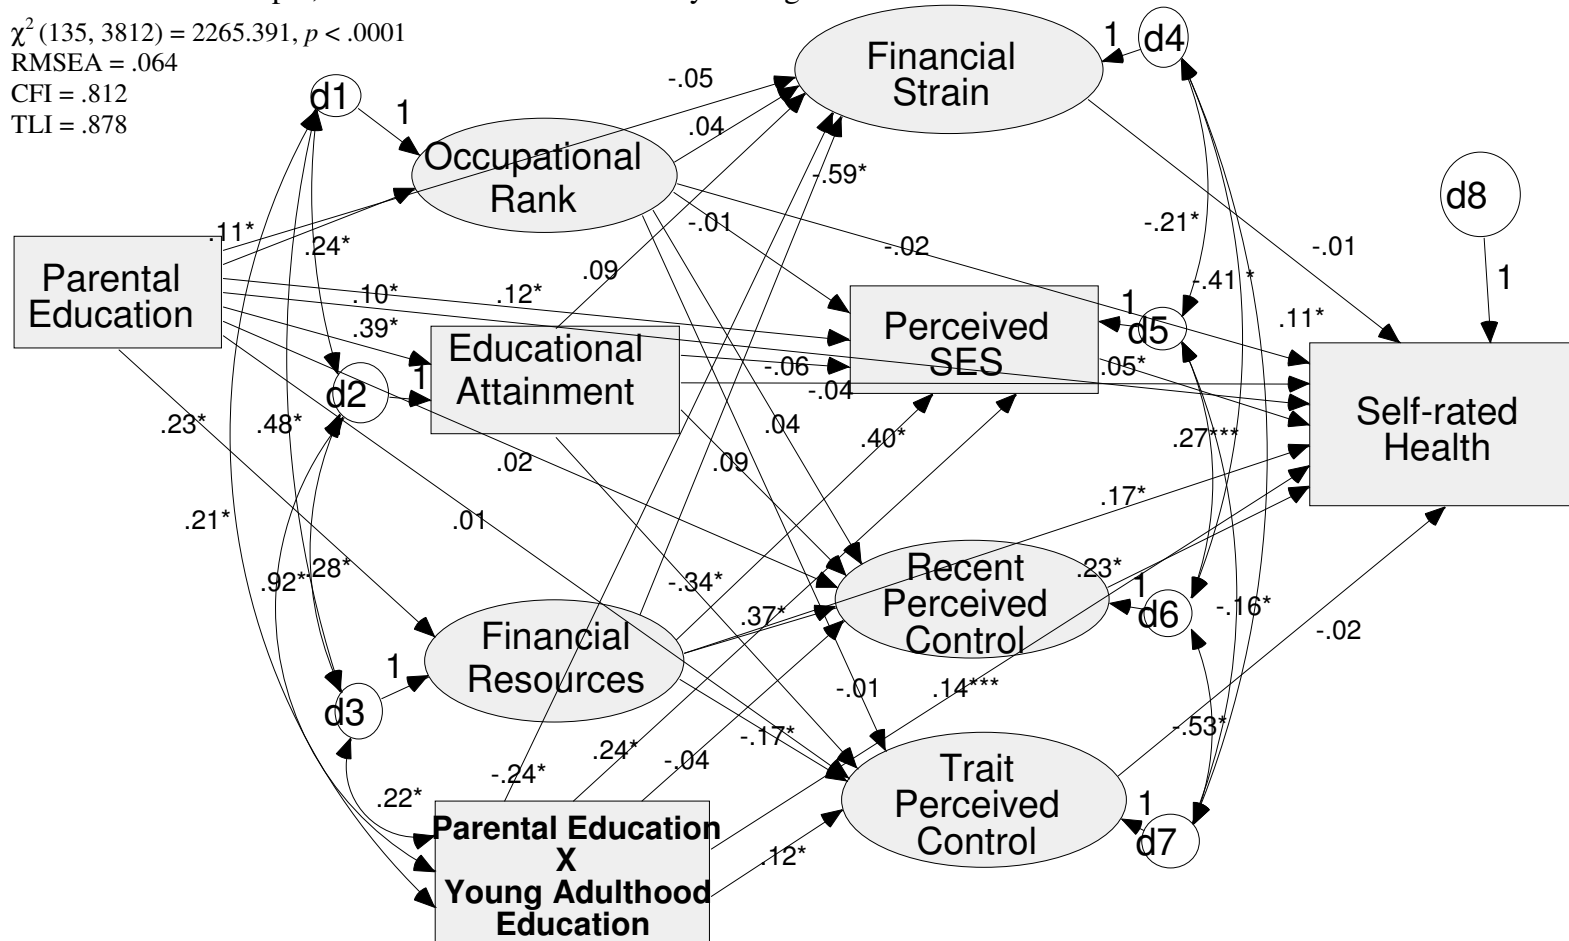 χ² (135, 3812) = 2265.391, p < .0001
RMSEA = .064
CFI = .812
TLI = .878
d1
1
Occupational
Rank
Financial
Strain
1
d4
-.05
.04
-.59*
d8
1
Parental
Education
.11*
.24*
-.01
.09
-.02
-.21*
-.41 *
-.01
.10*
.12*
.39*
Educational
Attainment
d2
1
Perceived
SES
1
d5
.11*
-.06
-.04
.05*
Self-rated
Health
.23*
.48*
.02
.04
.09
.40*
.27***
.21*
.01
.17*
.92*
.28*
-.34*
.37*
Recent
Perceived
Control
.23*
1
d6
-.16*
-.02
Financial
Resources
1
d3
-.01
.14***
-.53*
-.24*
.24*
-.04
-.17*
.22*
Trait
Perceived
Control
1
d7
Parental Education
X
Young Adulthood
Education
.12*